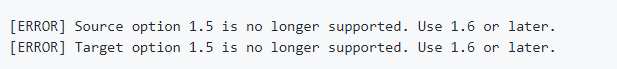 [ERROR] Source option 1.5 is no longer supported. Use 1.6 or later.
[ERROR] Target option 1.5 is no longer supported. Use 1.6 or later.